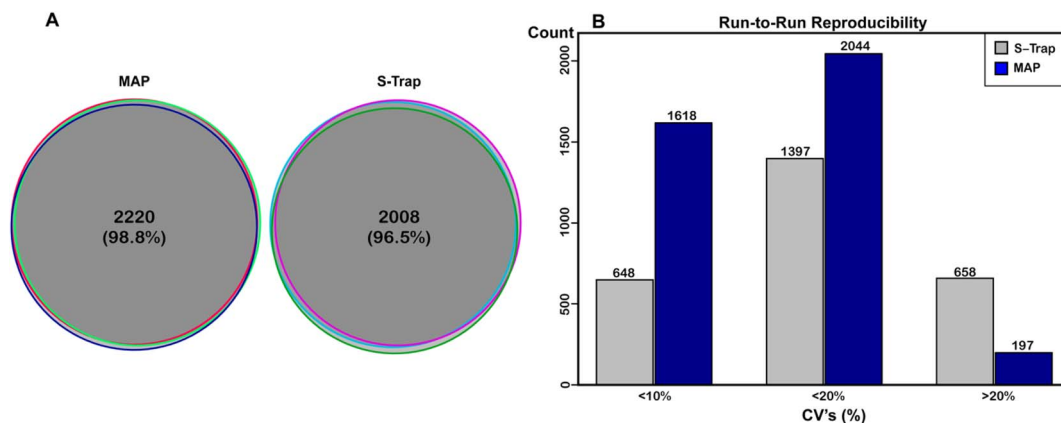 A
MAP
S-Trap
2220
(98.8%)
2008
(96.5%)
B
Run-to-Run Reproducibility
Count
S-Trap
MAP
2000
1500
1000
500
0
648
1618
1397
2044
658
197
<10%
<20%
>20%
CV's (%)